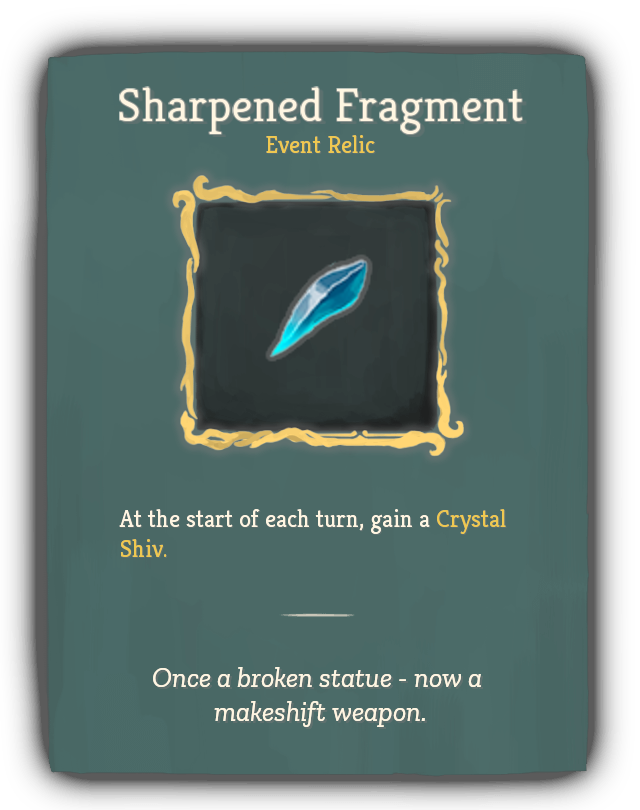 Sharpened Fragment
Event Relic
At the start of each turn, gain a Crystal
Shiv.
Once a broken statue - now a
makeshift weapon.